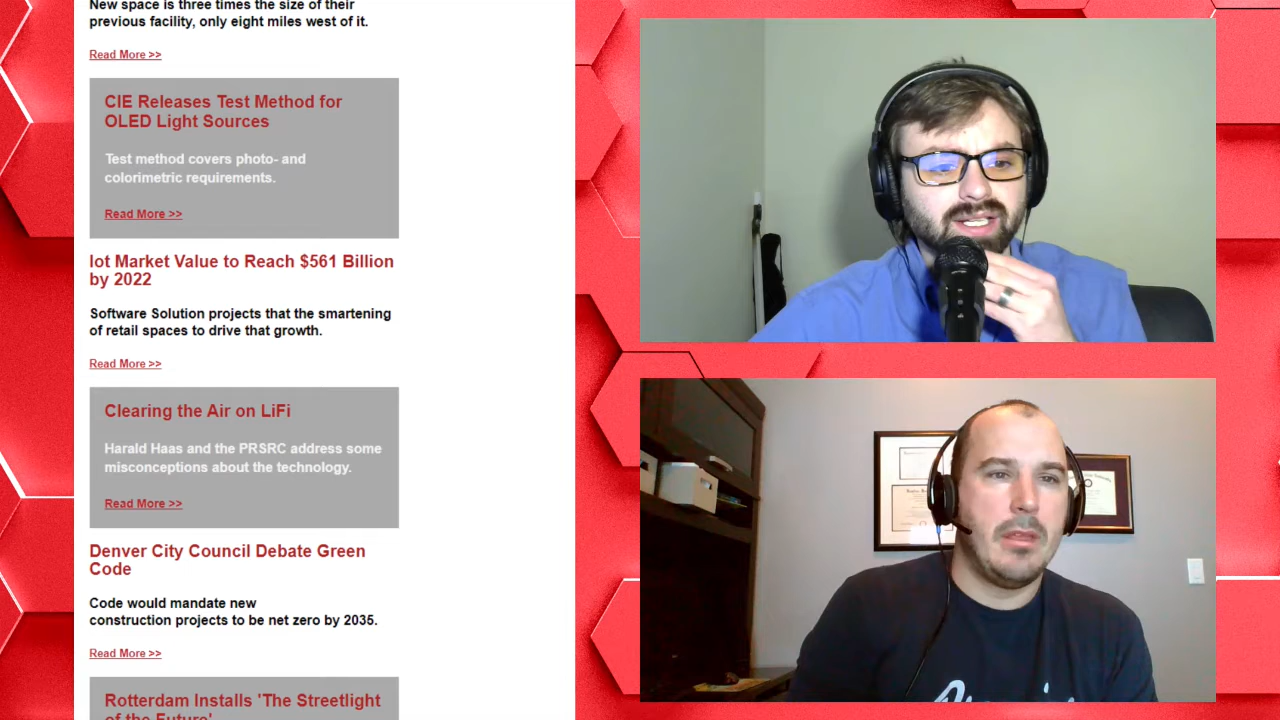 New space is three times the size of their
previous facility, only eight miles west of it.
Read More >>
CIE Releases Test Method for
OLED Light Sources
Test method covers photo- and
colorimetric requirements.
Read More >>
Iot Market Value to Reach $561 Billion
by 2022
Software Solution projects that the smartening
of retail spaces to drive that growth.
Read More >>
Clearing the Air on LiFi
Harald Haas and the PRSRC address some
misconceptions about the technology.
Read More >>
Denver City Council Debate Green
Code
Code would mandate new
construction projects to be net zero by 2035.
Read More >>
Rotterdam Installs 'The Streetlight
of the Future'